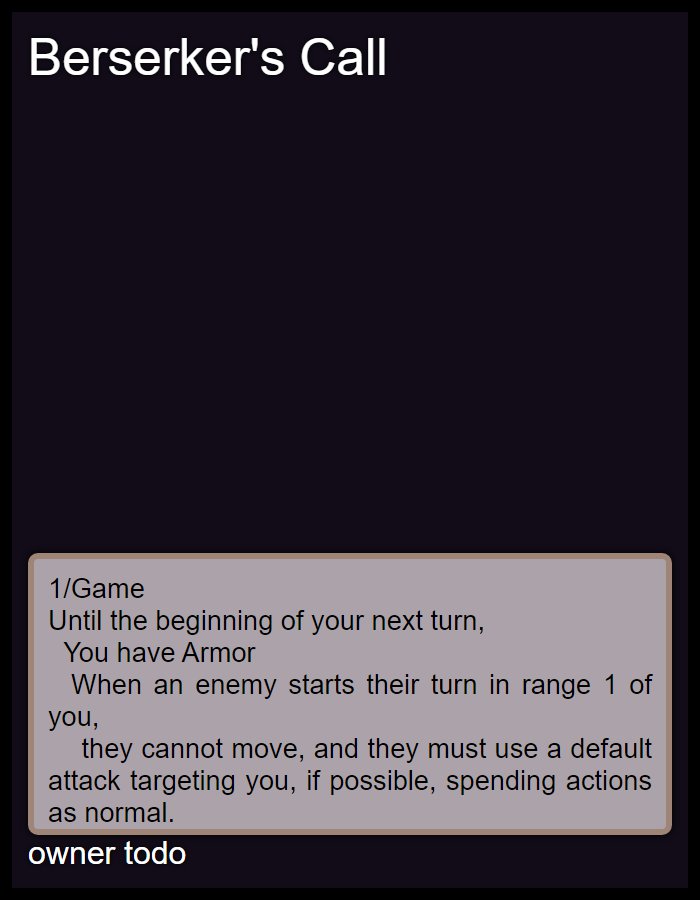 Berserker's Call
1/Game
Until the beginning of your next turn,
You have Armor
When an enemy starts their turn in range 1 of
you,
they cannot move, and they must use a default
attack targeting you, if possible, spending actions
as normal.
owner todo